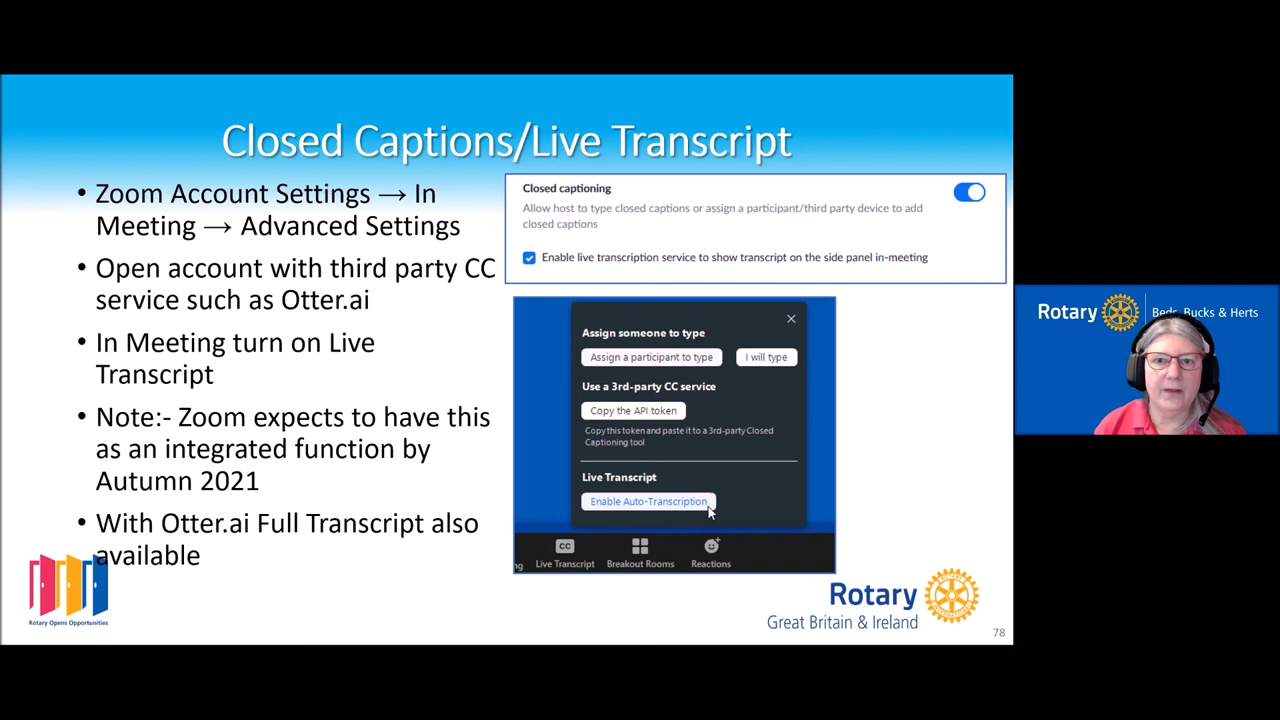 Closed Captions/Live Transcript
• Zoom Account Settings → In
Meeting → Advanced Settings
• Open account with third party CC
service such as Otter.ai
• In Meeting turn on Live
Transcript
• Note:- Zoom expects to have this
as an integrated function by
Autumn 2021
• With Otter.ai Full Transcript also
available
Closed captioning
Allow host to type closed captions or assign a participant/third party device to add
closed captions
Enable live transcription service to show transcript on the side panel in-meeting
Assign someone to type
Assign a participant to type
I will type
Use a 3rd-party CC service
Copy the API token
Copy this token and paste it to a 3rd-party Closed
Captioning tool
Live Transcript
Enable Auto-Transcription
ng
CC
Live Transcript
Breakout Rooms
Reactions
Rotary Opens Opportunities
Rotary
Great Britain & Ireland
78
Rotary
Beds, Bucks & Herts